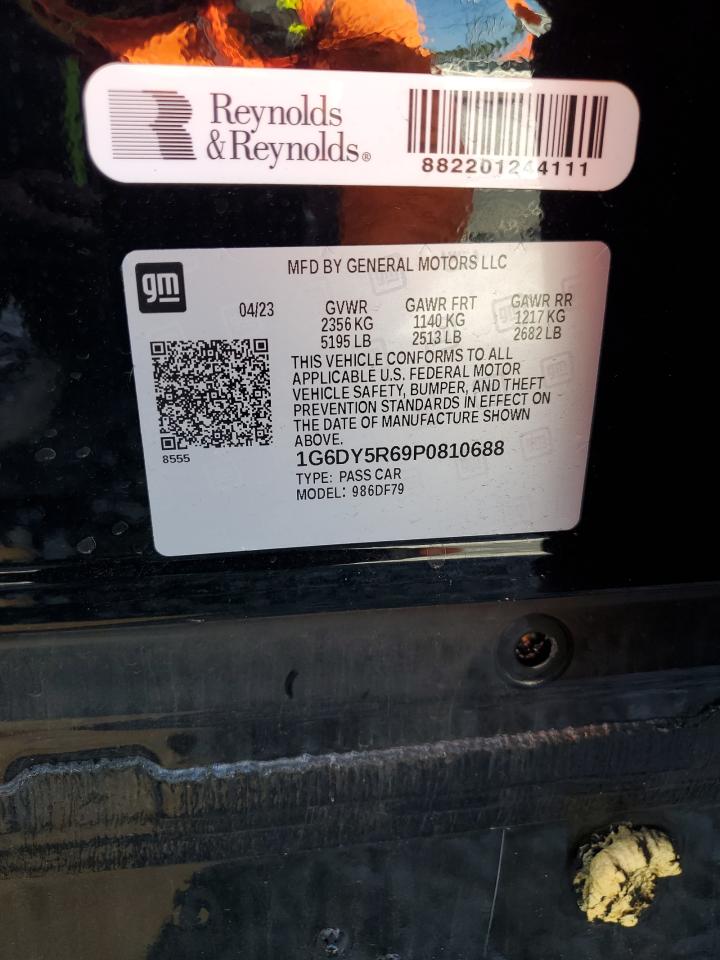 Reynolds
&Reynolds®
882201244111
gm
MFD BY GENERAL MOTORS LLC
04/23
GVWR GAWR FRT GAWR RR
2356 KG 1140 KG 1217 KG
5195 LB 2513 LB 2682 LB
THIS VEHICLE CONFORMS TO ALL
APPLICABLE U.S. FEDERAL MOTOR
VEHICLE SAFETY, BUMPER, AND THEFT
PREVENTION STANDARDS IN EFFECT ON
THE DATE OF MANUFACTURE SHOWN
ABOVE.
8555
1G6DY5R69P0810688
TYPE: PASS CAR
MODEL: 986DF79